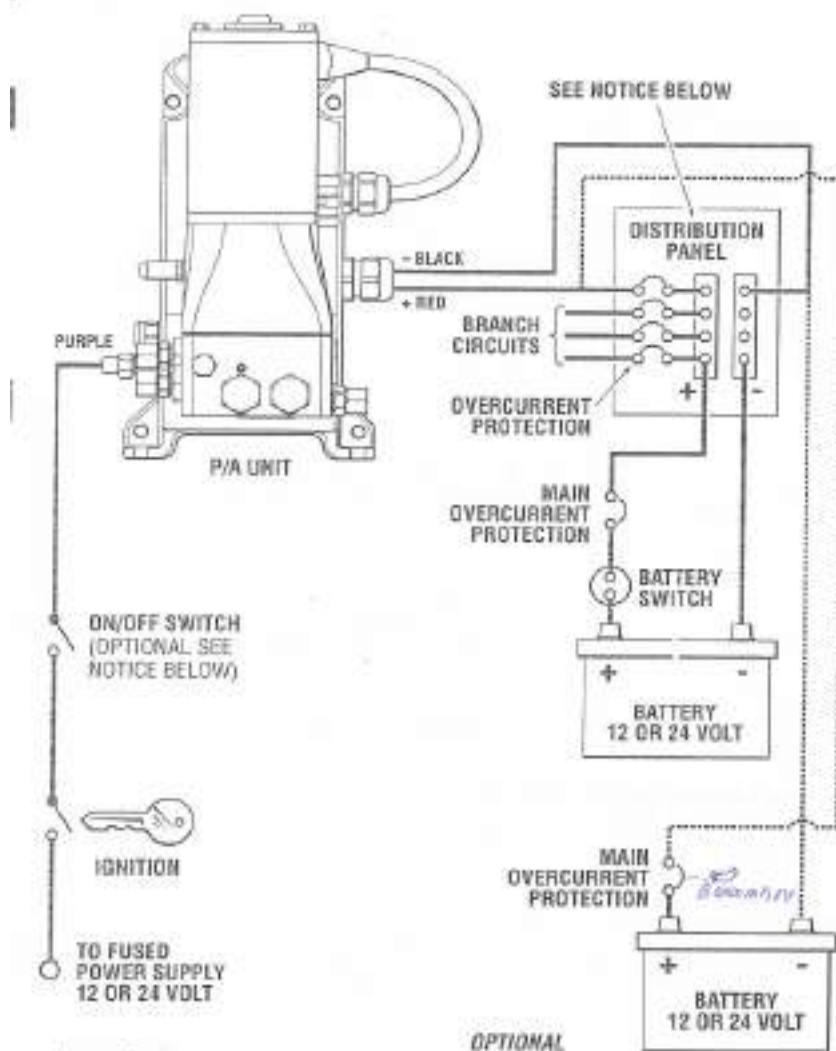 SEE NOTICE BELOW
DISTRIBUTION
PANEL
- BLACK
+ RED
BRANCH
CIRCUITS
PURPLE
+ -
OVERCURRENT
PROTECTION
P/A UNIT
MAIN
OVERCURRENT
PROTECTION
BATTERY
SWITCH
ON/OFF SWITCH
(OPTIONAL SEE
NOTICE BELOW)
+ -
BATTERY
12 OR 24 VOLT
IGNITION
MAIN
OVERCURRENT
PROTECTION
TO FUSED
POWER SUPPLY
12 OR 24 VOLT
+ -
BATTERY
12 OR 24 VOLT
OPTIONAL